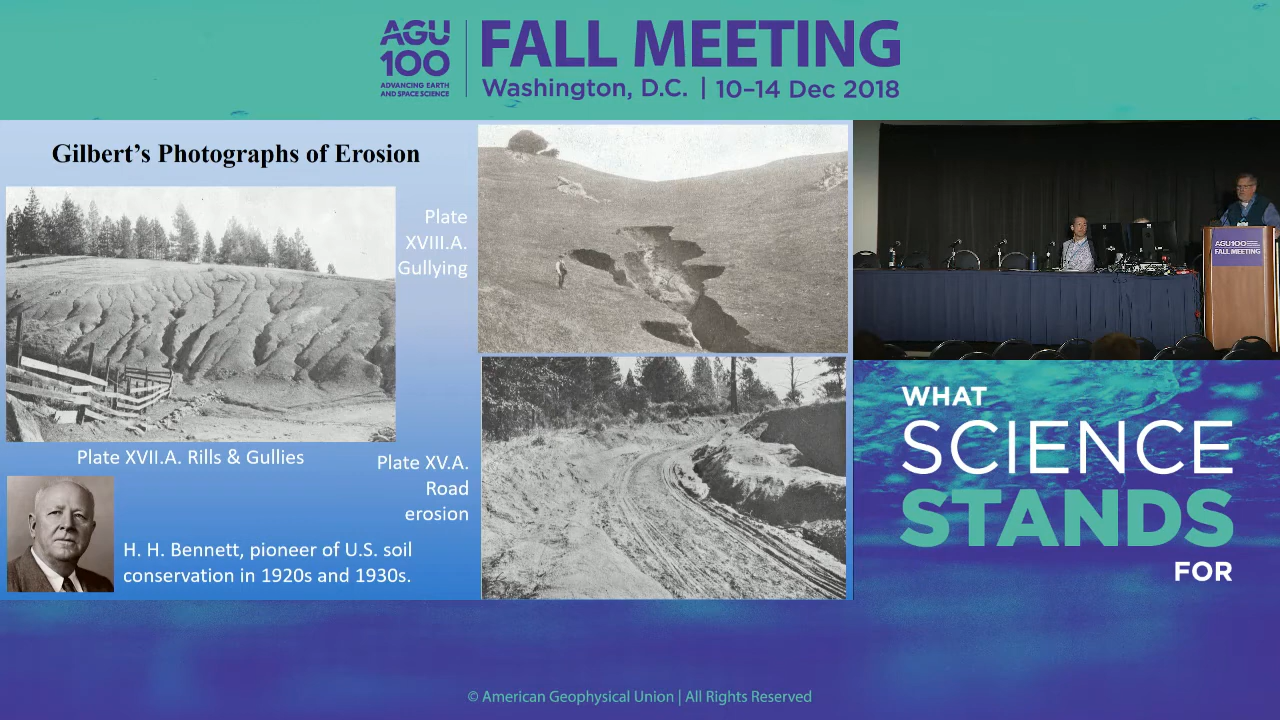 AGU
100
ADVANCING EARTH
AND SPACE SCIENCE
FALL MEETING
Washington, D.C. | 10–14 Dec 2018
Gilbert’s Photographs of Erosion
Plate
XVIII.A.
Gullying
Plate XVII.A. Rills & Gullies
Plate XV.A.
Road
erosion
H. H. Bennett, pioneer of U.S. soil
conservation in 1920s and 1930s.
AGU100
FALL MEETING
WHAT
SCIENCE
STANDS
FOR
© American Geophysical Union | All Rights Reserved